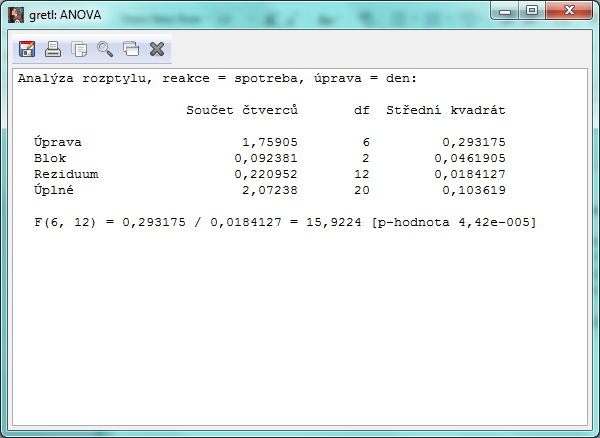 gretl: ANOVA
Analýza rozptylu, reakce = spotreba, úprava = den:
Součet čtverců df Střední kvadrát
Úprava 1,75905 6 0,293175
Blok 0,092381 2 0,0461905
Reziduum 0,220952 12 0,0184127
Úplné 2,07238 20 0,103619
F(6, 12) = 0,293175 / 0,0184127 = 15,9224 [p-hodnota 4,42e-005]